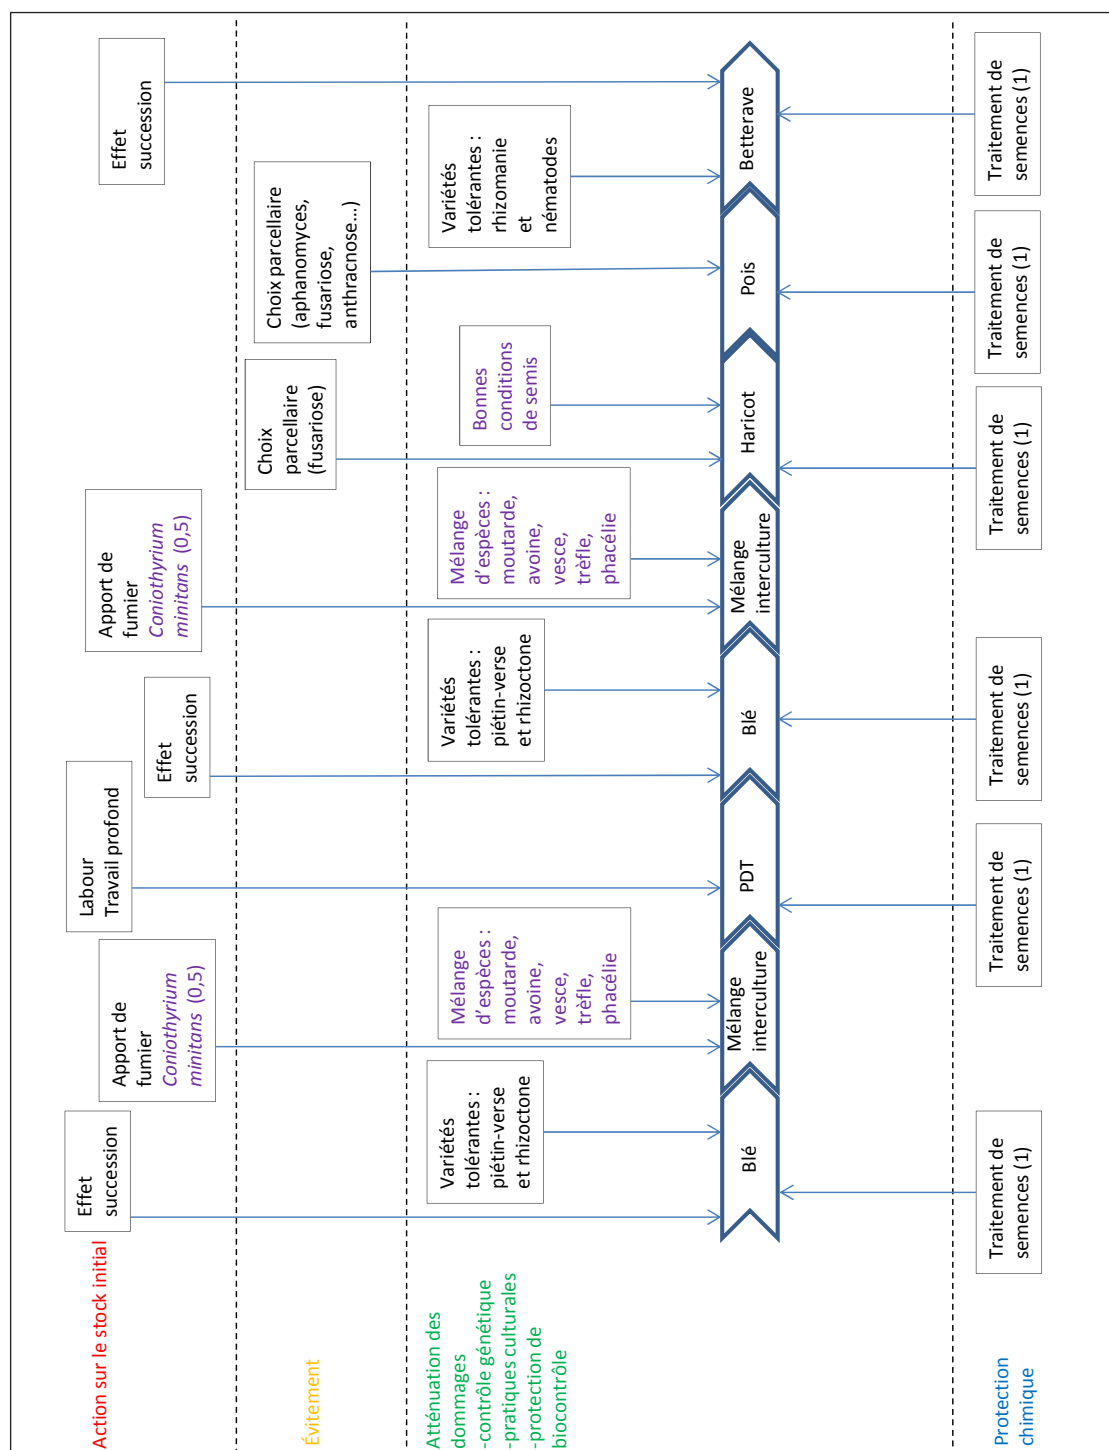 Action sur le stock initial
Effet
succession
Apport de
fumier
Coniothyrium
minitans (0,5)
Labour
Travail profond
Effet
succession
Apport de
fumier
Coniothyrium
minitans (0,5)
Effet
succession
Évitement
Choix
parcellaire
(fusariose)
Choix parcellaire
(aphanomyces,
fusariose,
anthracnose...)
Atténuation des
dommages
-contrôle génétique
-pratiques culturales
-protection de
biocontrôle
Variétés
tolérantes :
piétin-verse
et rhizoctone
Mélange
d'espèces :
moutarde,
avoine,
vesce,
trèfle,
phacélie
Variétés
tolérantes :
piétin-verse
et rhizoctone
Mélange
d'espèces :
moutarde,
avoine,
vesce,
trèfle,
phacélie
Bonnes
conditions
de semis
Variétés
tolérantes :
rhizomanie
et
nématodes
Blé
Mélange
interculture
PDT
Blé
Mélange
interculture
Haricot
Pois
Betterave
Protection
chimique
Traitement de
semences (1)
Traitement de
semences (1)
Traitement de
semences (1)
Traitement de
semences (1)
Traitement de
semences (1)
Traitement de
semences (1)